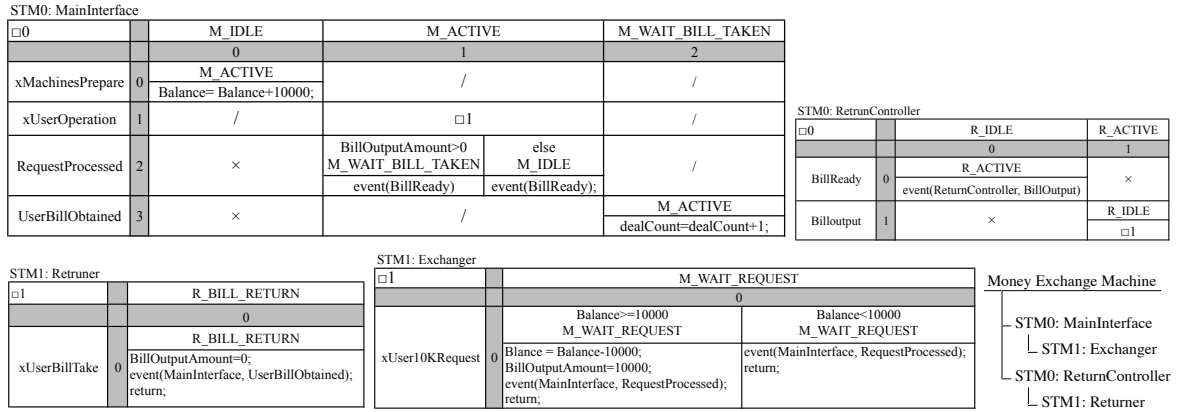 STM0: MainInterface
□0 M_IDLE M_ACTIVE M_WAIT_BILL_TAKEN
0 1 2
xMachinesPrepare 0 M_ACTIVE / /
Balance= Balance+10000;
xUserOperation 1 / □1 /
RequestProcessed 2 × BillOutputAmount>0 else /
M_WAIT_BILL_TAKEN M_IDLE
event(BillReady) event(BillReady);
UserBillObtained 3 × / M_ACTIVE
dealCount=dealCount+1;
STM0: RetrunController
□0 R_IDLE R_ACTIVE
0 1
BillReady 0 R_ACTIVE ×
event(ReturnController, BillOutput)
Billoutput 1 × R_IDLE
□1
STM1: Retruner
□1 R_BILL_RETURN
0
xUserBillTake 0 R_BILL_RETURN
BillOutputAmount=0;
event(MainInterface, UserBillObtained);
return;
STM1: Exchanger
□1 M_WAIT_REQUEST
0
xUser10KRequest 0 Balance>=10000 Balance<10000
M_WAIT_REQUEST M_WAIT_REQUEST
Blance = Balance-10000; event(MainInterface, RequestProcessed);
BillOutputAmount=10000; return;
event(MainInterface, RequestProcessed);
return;
Money Exchange Machine
STM0: MainInterface
STM1: Exchanger
STM0: ReturnController
STM1: Returner